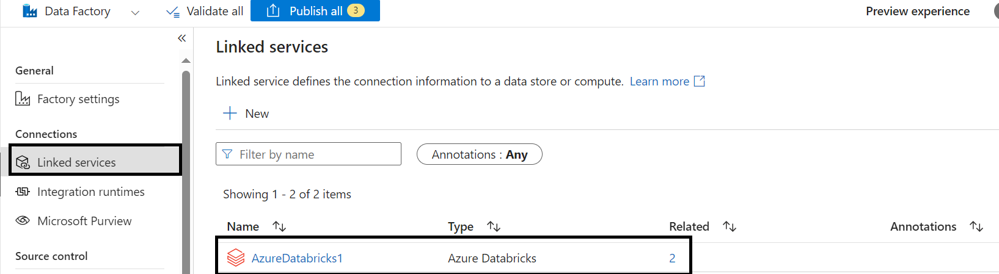 Data Factory
Validate all
Publish all 3
Preview experience
General
Factory settings
Connections
Linked services
Integration runtimes
Microsoft Purview
Source control
Linked services
Linked service defines the connection information to a data store or compute. Learn more
New
Filter by name
Annotations : Any
Showing 1 - 2 of 2 items
Name Type Related Annotations
AzureDatabricks1 Azure Databricks 2